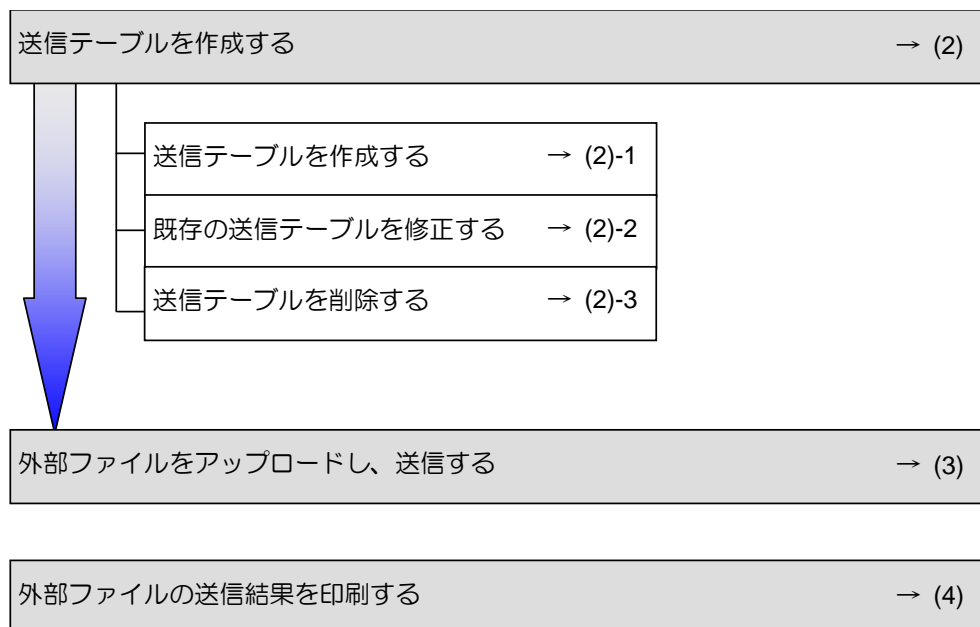 送信テーブルを作成する → (2)
送信テーブルを作成する → (2)-1
既存の送信テーブルを修正する → (2)-2
送信テーブルを削除する → (2)-3
外部ファイルをアップロードし、送信する → (3)
外部ファイルの送信結果を印刷する → (4)